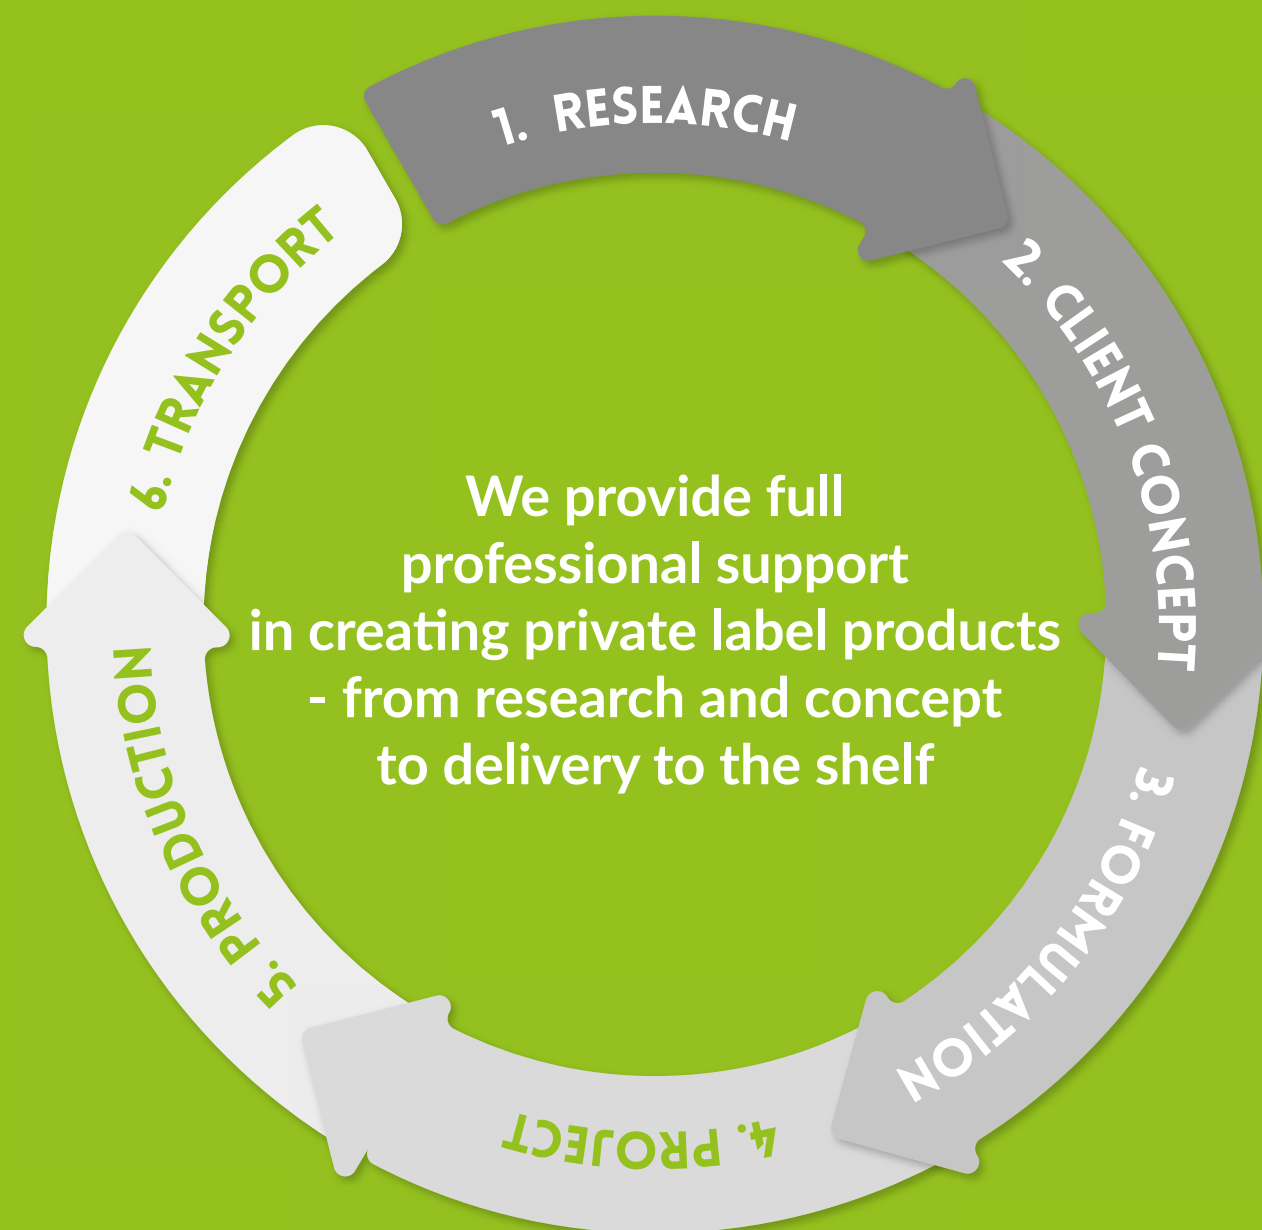 1. RESEARCH
2. CLIENT CONCEPT
3. FORMULATION
4. PROJECT
5. PRODUCTION
6. TRANSPORT
We provide full
professional support
in creating private label products
- from research and concept
to delivery to the shelf